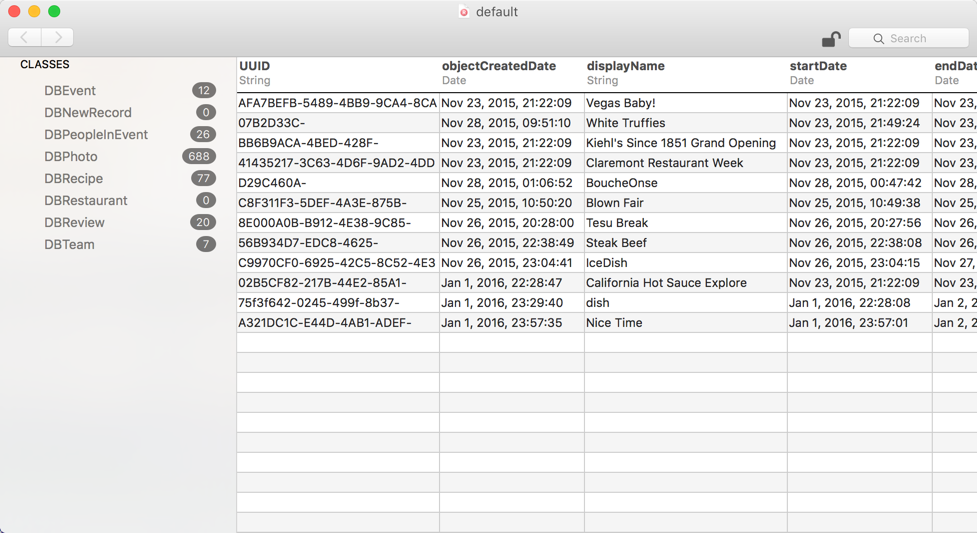 default
Search
CLASSES
DBEvent 12
DBNewRecord 0
DBPeopleInEvent 26
DBPhoto 688
DBRecipe 77
DBRestaurant 0
DBReview 20
DBTeam 7
UUID objectCreatedDate displayName startDate endDat
String Date String Date Date
AFA7BEFB-5489-4BB9-9CA4-8CA Nov 23, 2015, 21:22:09 Vegas Baby! Nov 23, 2015, 21:22:09 Nov 23,
07B2D33C- Nov 28, 2015, 09:51:10 White Truffies Nov 23, 2015, 21:49:24 Nov 23,
BB6B9ACA-4BED-428F- Nov 23, 2015, 21:22:09 Kiehl's Since 1851 Grand Opening Nov 23, 2015, 21:22:09 Nov 23,
41435217-3C63-4D6F-9AD2-4DD Nov 23, 2015, 21:22:09 Claremont Restaurant Week Nov 23, 2015, 21:22:09 Nov 23,
D29C460A- Nov 28, 2015, 01:06:52 BoucheOnse Nov 28, 2015, 00:47:42 Nov 28,
C8F311F3-5DEF-4A3E-875B- Nov 25, 2015, 10:50:20 Blown Fair Nov 25, 2015, 10:49:38 Nov 25,
8E000A0B-B912-4E38-9C85- Nov 26, 2015, 20:28:00 Tesu Break Nov 26, 2015, 20:27:56 Nov 26,
56B934D7-EDC8-4625- Nov 26, 2015, 22:38:49 Steak Beef Nov 26, 2015, 22:38:08 Nov 26,
C9970CF0-6925-42C5-8C52-4E3 Nov 26, 2015, 23:04:41 IceDish Nov 26, 2015, 23:04:15 Nov 27,
02B5CF82-217B-44E2-85A1- Jan 1, 2016, 22:28:47 California Hot Sauce Explore Nov 23, 2015, 21:22:09 Nov 23,
75f3f642-0245-499f-8b37- Jan 1, 2016, 23:29:40 dish Jan 1, 2016, 22:28:08 Jan 2, 2
A321DC1C-E44D-4AB1-ADEF- Jan 1, 2016, 23:57:35 Nice Time Jan 1, 2016, 23:57:01 Jan 2, 2